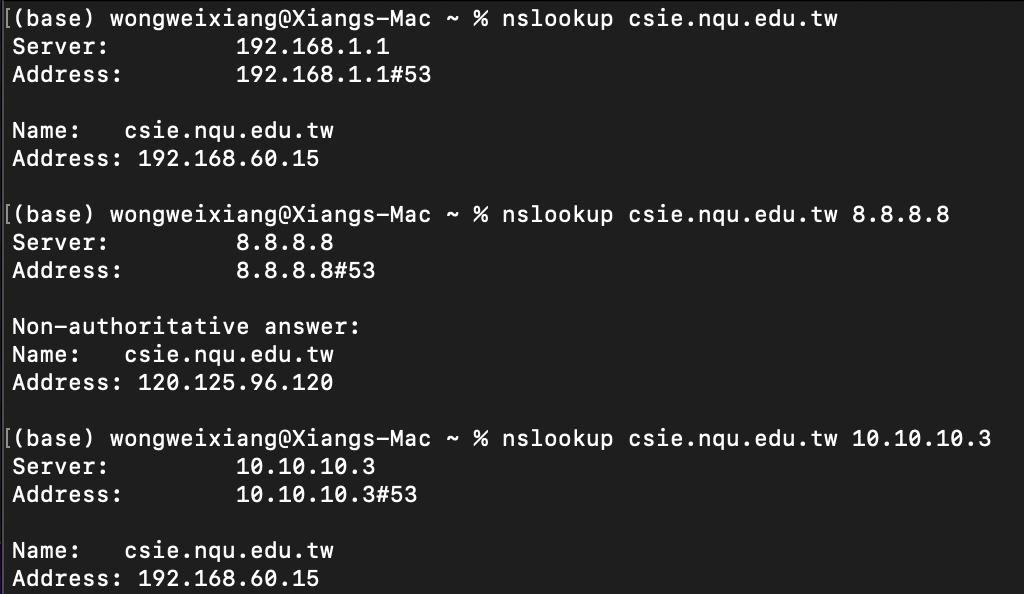 [(base) wongweixiang@Xiangs-Mac ~ % nslookup csie.nqu.edu.tw
Server:         192.168.1.1
Address:        192.168.1.1#53

Name:   csie.nqu.edu.tw
Address: 192.168.60.15

[(base) wongweixiang@Xiangs-Mac ~ % nslookup csie.nqu.edu.tw 8.8.8.8
Server:         8.8.8.8
Address:        8.8.8.8#53

Non-authoritative answer:
Name:   csie.nqu.edu.tw
Address: 120.125.96.120

[(base) wongweixiang@Xiangs-Mac ~ % nslookup csie.nqu.edu.tw 10.10.10.3
Server:         10.10.10.3
Address:        10.10.10.3#53

Name:   csie.nqu.edu.tw
Address: 192.168.60.15